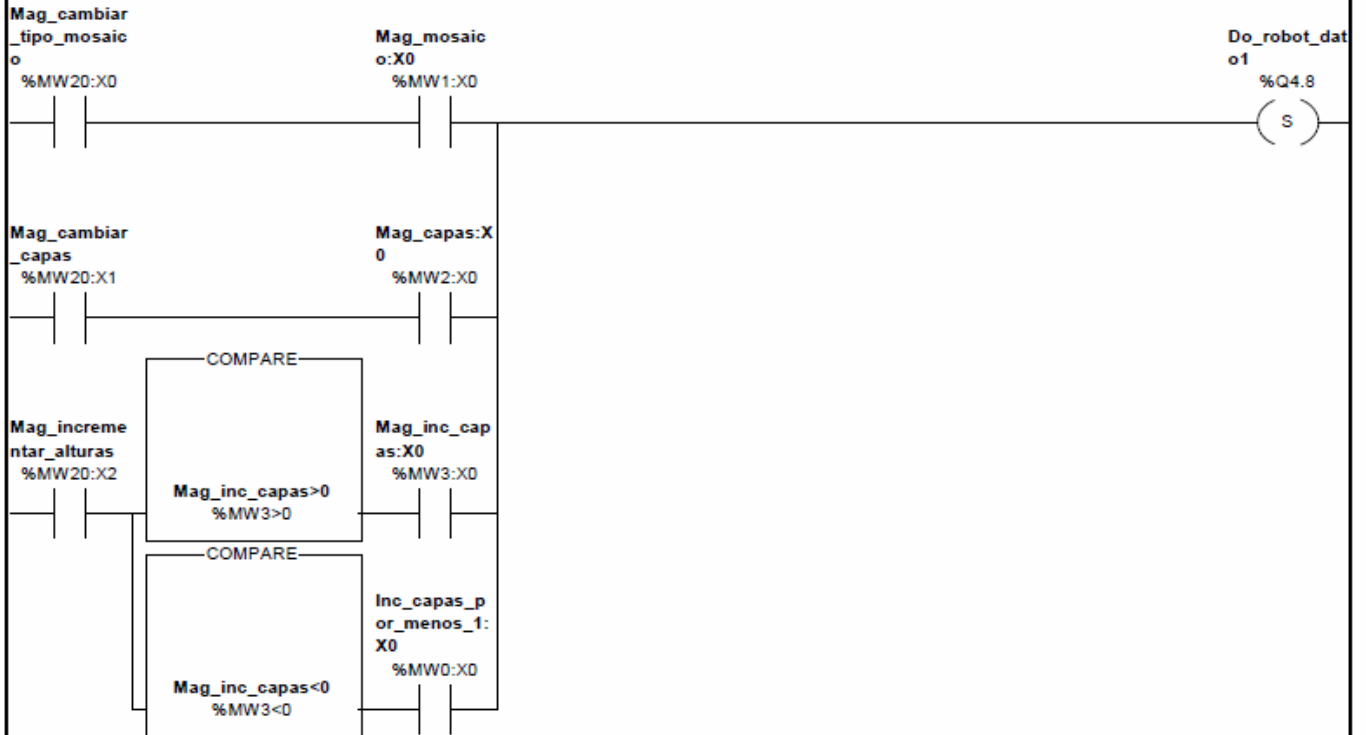 Mag_cambiar
_tipo_mosaic
o
%MW20:X0
Mag_mosaic
o:X0
%MW1:X0
Do_robot_dat
o1
%Q4.8
S
Mag_cambiar
_capas
%MW20:X1
Mag_capas:X
0
%MW2:X0
COMPARE
Mag_increme
ntar_alturas
%MW20:X2
Mag_inc_capas>0
%MW3>0
Mag_inc_cap
as:X0
%MW3:X0
COMPARE
Mag_inc_capas<0
%MW3<0
Inc_capas_p
or_menos_1:
X0
%MW0:X0